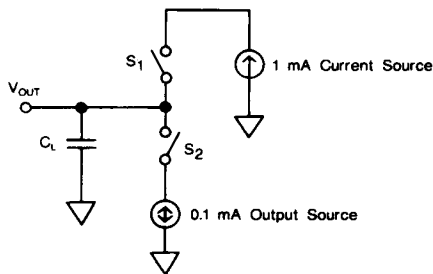 S1
1 mA Current Source
VOUT
CL
S2
0.1 mA Output Source